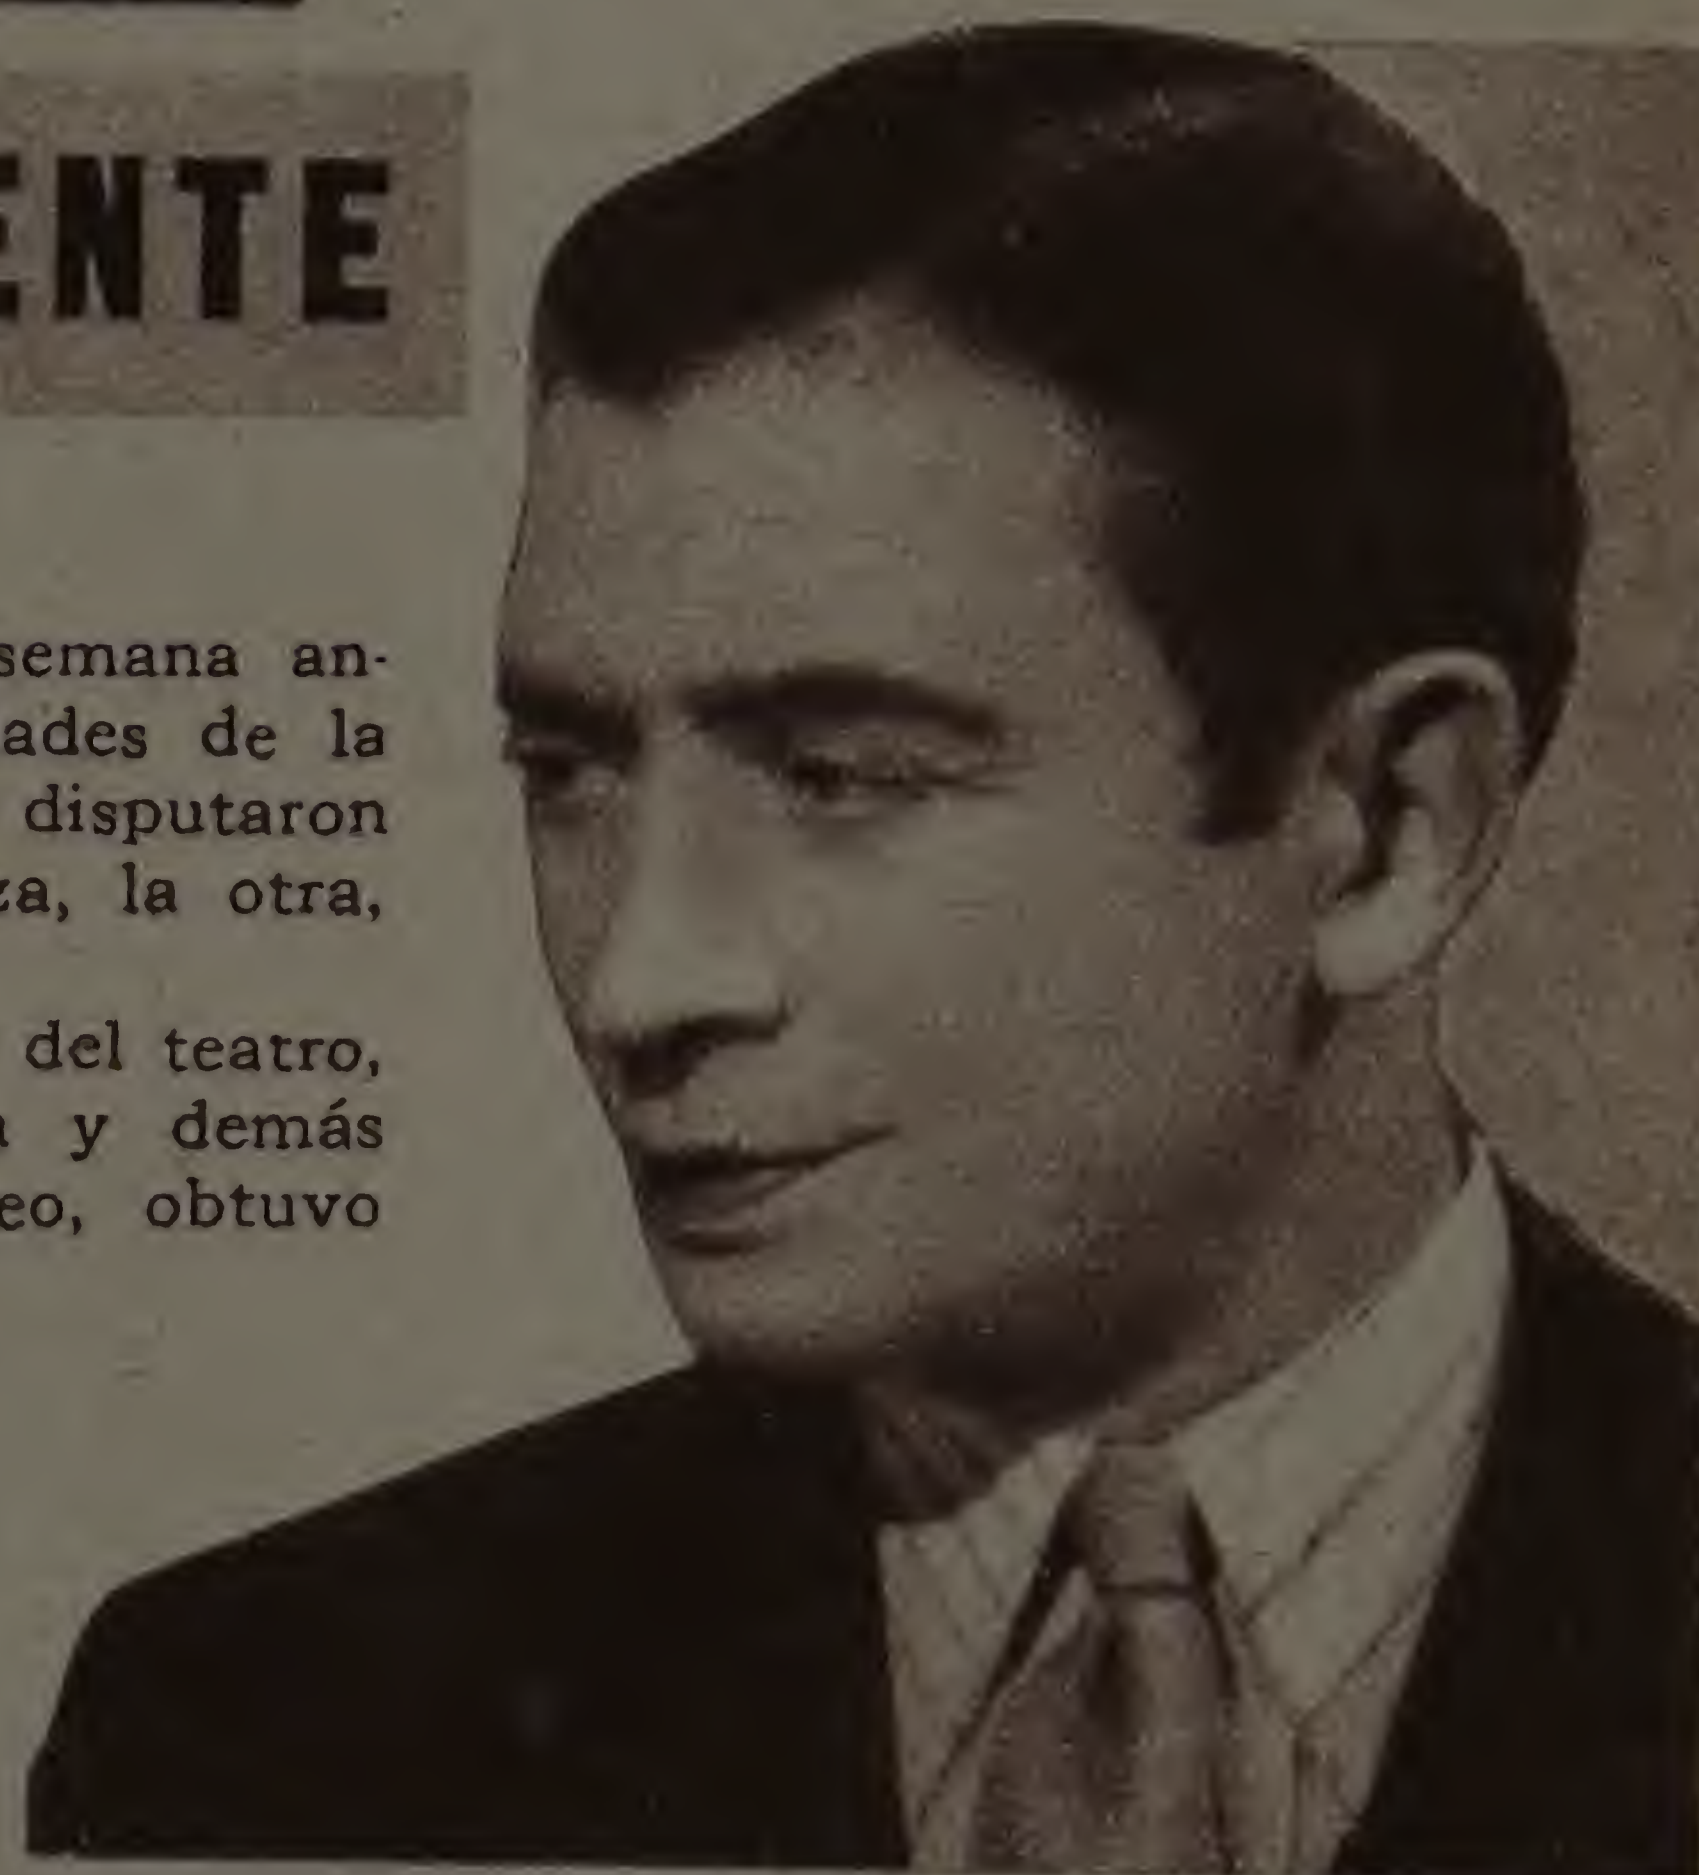 ENTE
semana an-
ades de la
disputaron
za, la otra,
del teatro,
y demás
eo, obtuvo